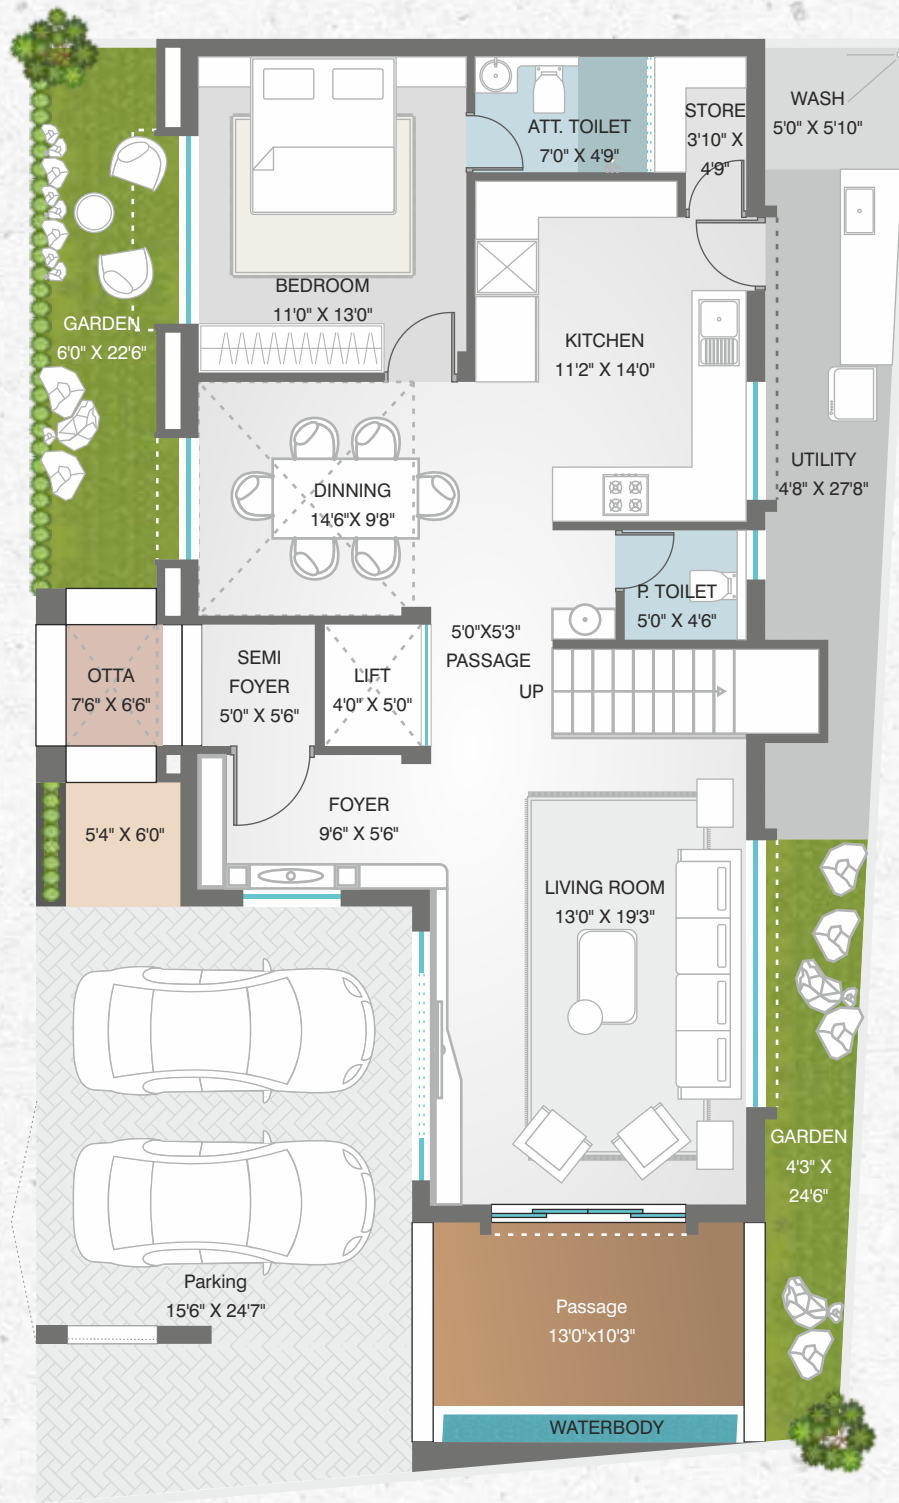 WASH
5'0" X 5'10"
STORE
3'10" X
4'9"
ATT. TOILET
7'0" X 4'9"
BEDROOM
11'0" X 13'0"
GARDEN
6'0" X 22'6"
KITCHEN
11'2" X 14'0"
UTILITY
4'8" X 27'8"
DINNING
14'6"X 9'8"
P. TOILET
5'0" X 4'6"
5'0"X5'3"
PASSAGE
UP
SEMI
FOYER
5'0" X 5'6"
LIFT
4'0" X 5'0"
OTTA
7'6" X 6'6"
FOYER
9'6" X 5'6"
5'4" X 6'0"
LIVING ROOM
13'0" X 19'3"
GARDEN
4'3" X
24'6"
Parking
15'6" X 24'7"
Passage
13'0"x10'3"
WATERBODY